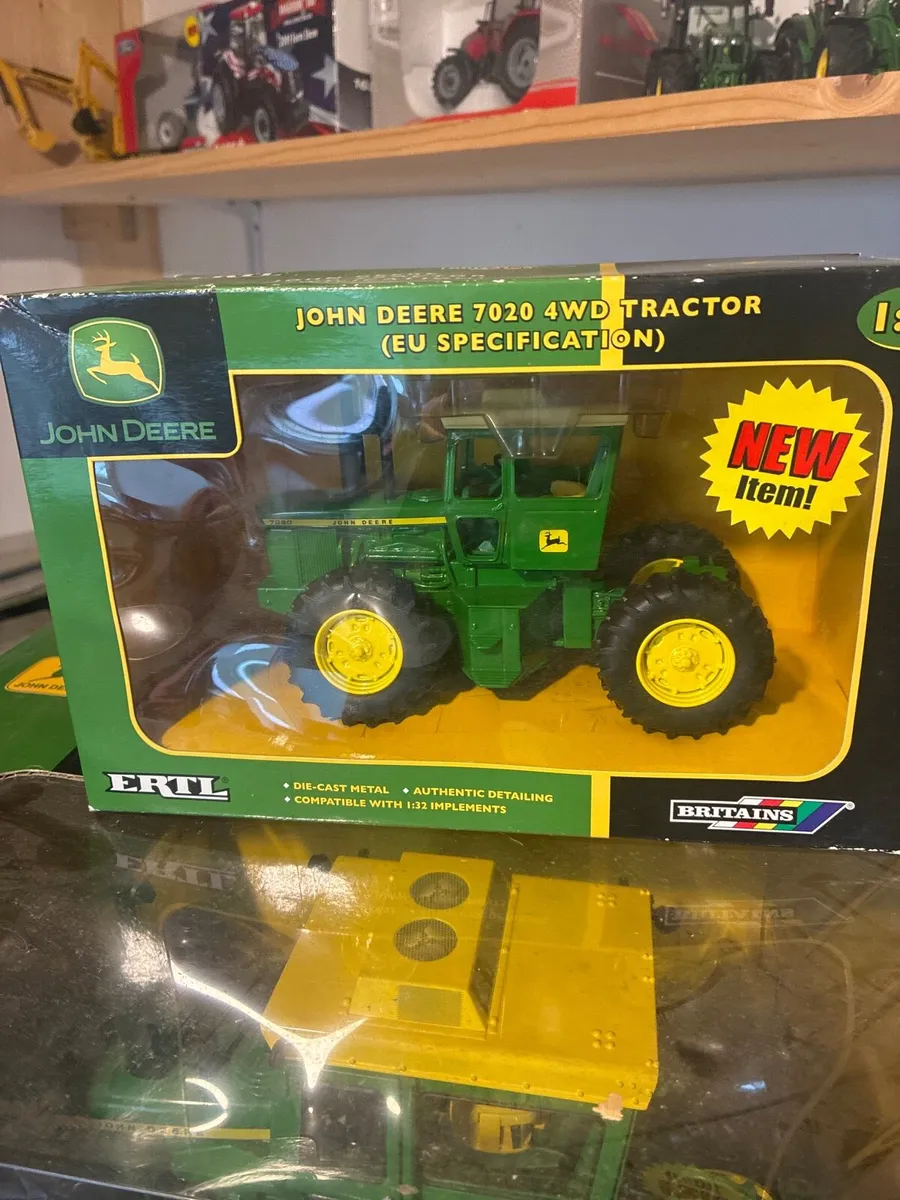 JOHN DEERE 7020 4WD TRACTOR
(EU SPECIFICATION)
JOHN DEERE
NEW
Item!
JOHN DEERE
ERTL
DIE-CAST METAL
AUTHENTIC DETAILING
COMPATIBLE WITH 1:32 IMPLEMENTS
BRITAINS